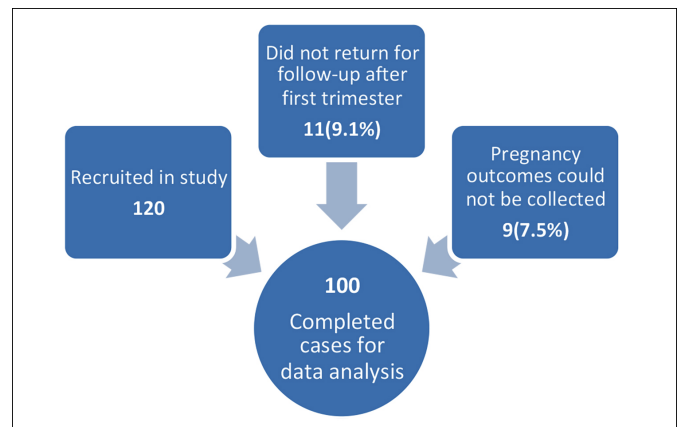 Did not return for
follow-up after
first trimester
11(9.1%)
Recruited in study
120
Pregnancy
outcomes could
not be collected
9(7.5%)
100
Completed
cases for
data analysis